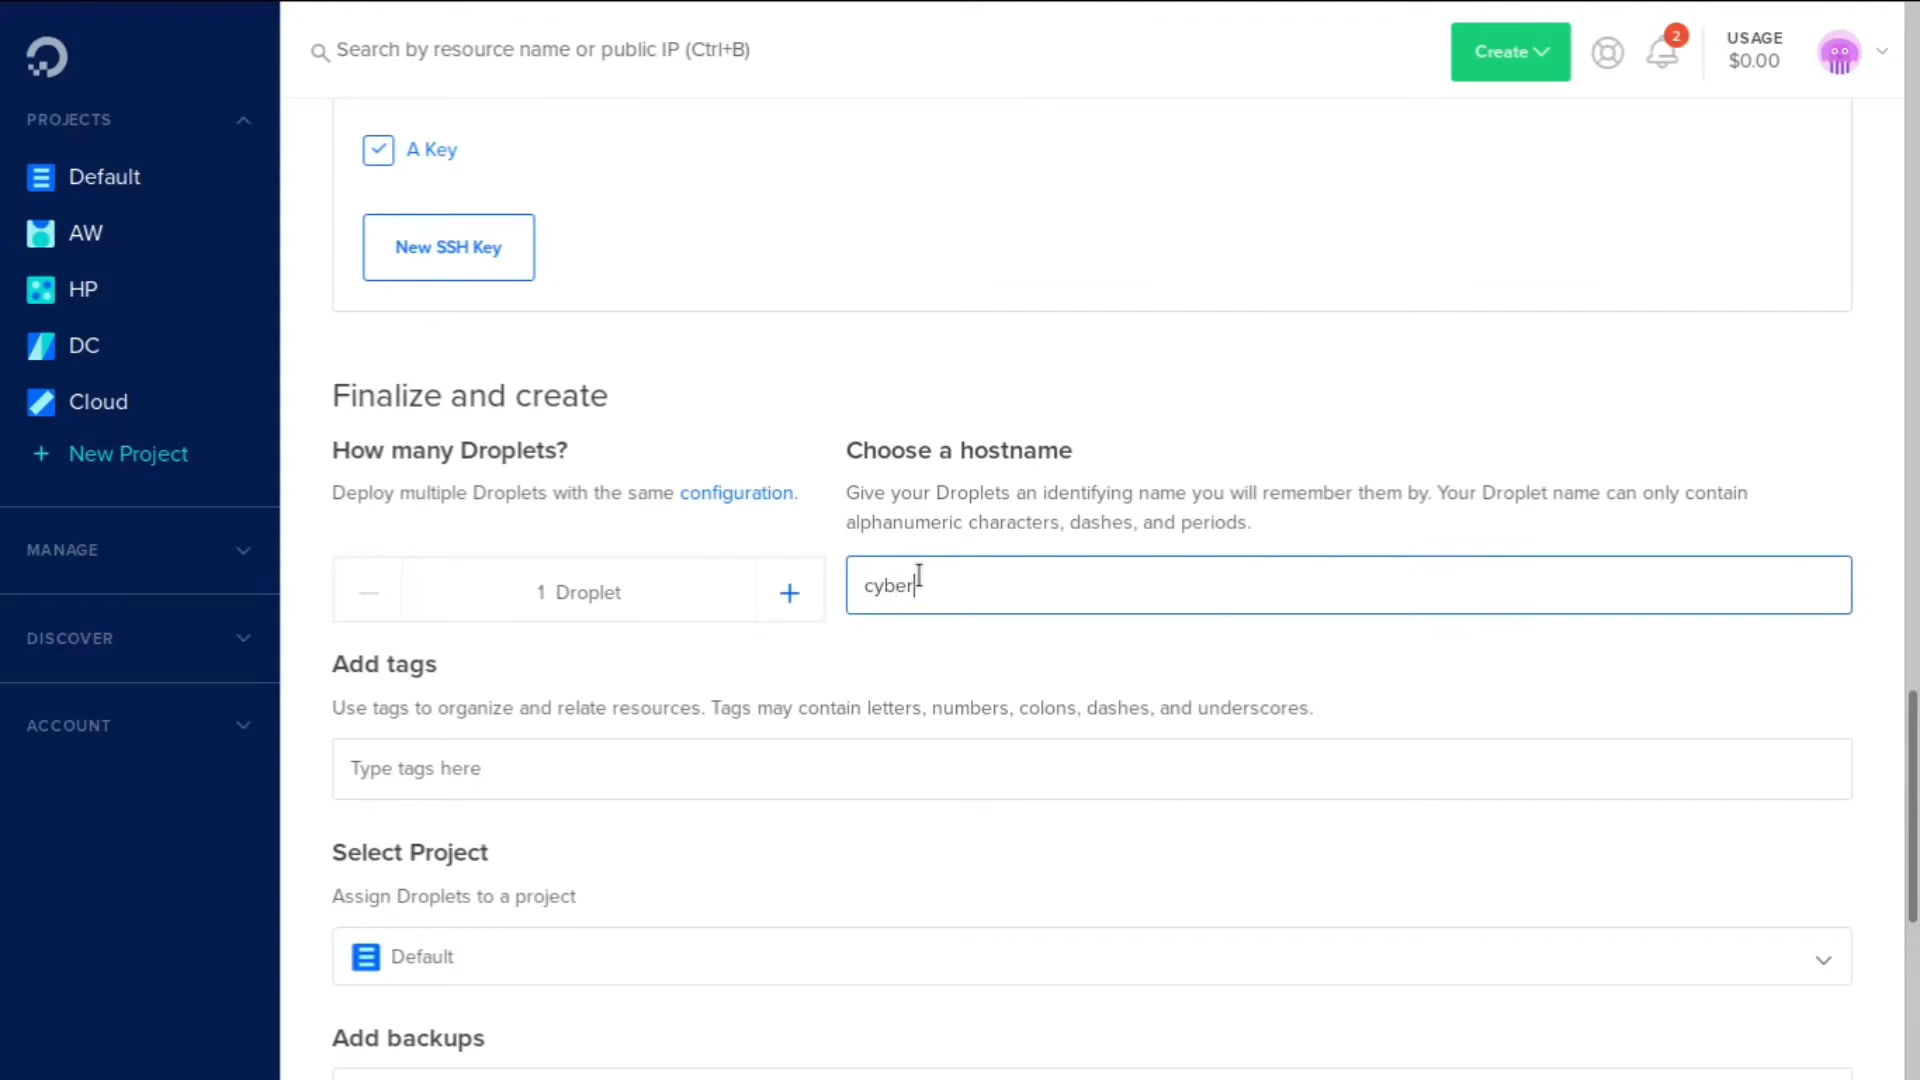 Search by resource name or public IP (Ctrl+B)
Create
2
USAGE
$0.00
PROJECTS
Default
AW
HP
DC
Cloud
+ New Project
MANAGE
DISCOVER
ACCOUNT
A Key
New SSH Key
Finalize and create
How many Droplets?
Deploy multiple Droplets with the same configuration.
1 Droplet
Choose a hostname
Give your Droplets an identifying name you will remember them by. Your Droplet name can only contain
alphanumeric characters, dashes, and periods.
cyber
Add tags
Use tags to organize and relate resources. Tags may contain letters, numbers, colons, dashes, and underscores.
Type tags here
Select Project
Assign Droplets to a project
Default
Add backups